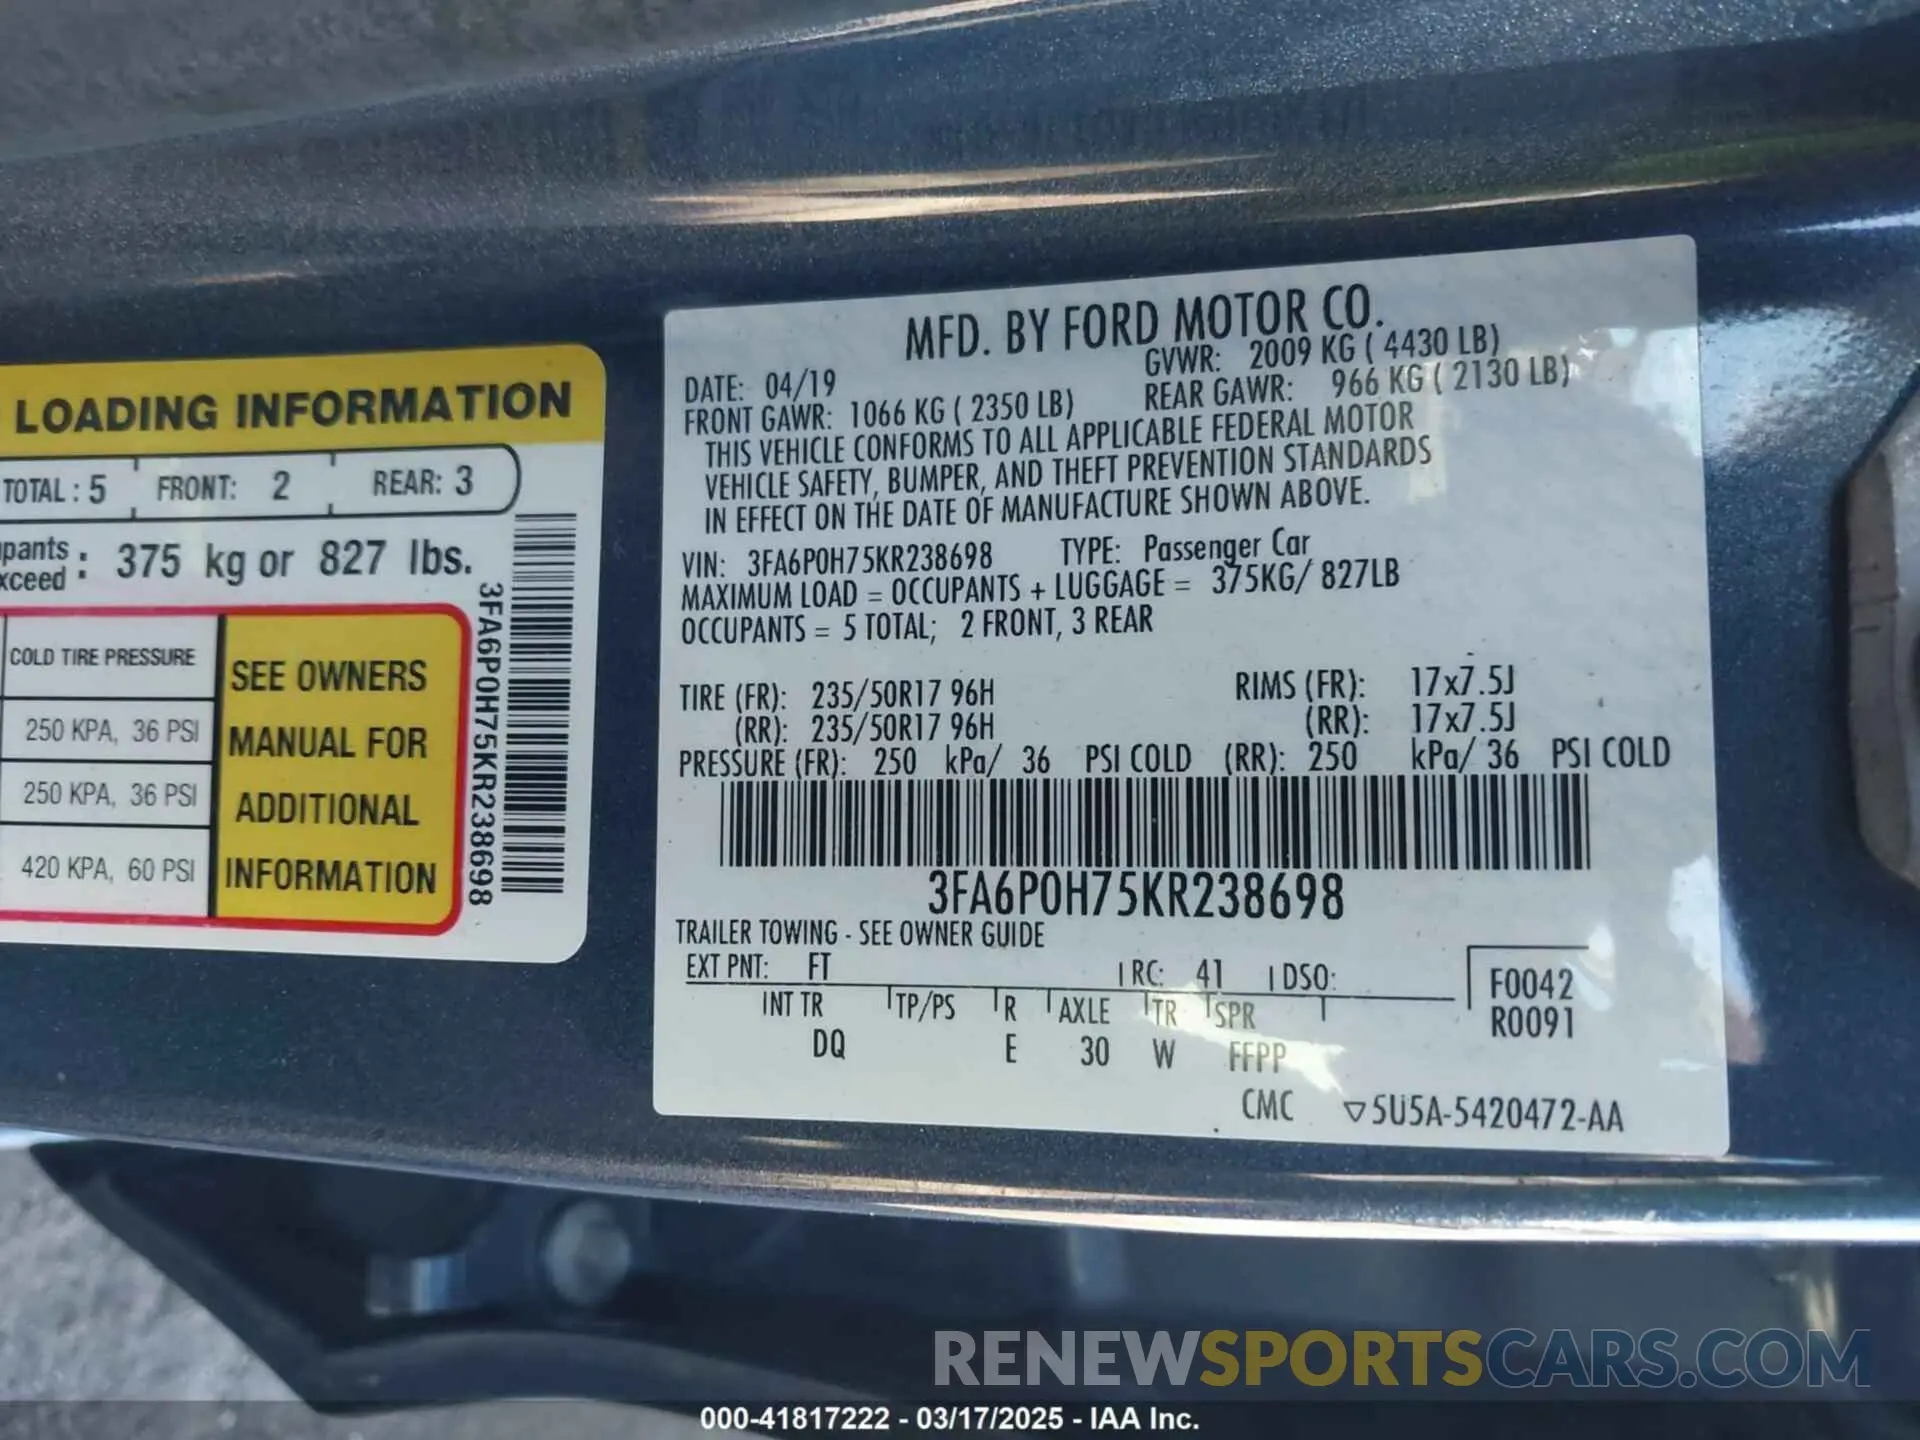 LOADING INFORMATION
TOTAL : 5 FRONT: 2 REAR: 3
pants
xceed : 375 kg or 827 lbs.
COLD TIRE PRESSURE
250 KPA, 36 PSI
250 KPA, 36 PSI
420 KPA, 60 PSI
SEE OWNERS
MANUAL FOR
ADDITIONAL
INFORMATION
3FA6P0H75KR238698
MFD. BY FORD MOTOR CO.
DATE: 04/19 GVWR: 2009 KG ( 4430 LB)
FRONT GAWR: 1066 KG ( 2350 LB) REAR GAWR: 966 KG ( 2130 LB)
THIS VEHICLE CONFORMS TO ALL APPLICABLE FEDERAL MOTOR
VEHICLE SAFETY, BUMPER, AND THEFT PREVENTION STANDARDS
IN EFFECT ON THE DATE OF MANUFACTURE SHOWN ABOVE.
VIN: 3FA6P0H75KR238698 TYPE: Passenger Car
MAXIMUM LOAD = OCCUPANTS + LUGGAGE = 375KG/ 827LB
OCCUPANTS = 5 TOTAL; 2 FRONT, 3 REAR
TIRE (FR): 235/50R17 96H RIMS (FR): 17x7.5J
(RR): 235/50R17 96H (RR): 17x7.5J
PRESSURE (FR): 250 kPa/ 36 PSI COLD (RR): 250 kPa/ 36 PSI COLD
3FA6P0H75KR238698
TRAILER TOWING - SEE OWNER GUIDE
EXT PNT: FT RC: 41 DSO:
INT TR TP/PS R AXLE TR SPR
DQ E 30 W FFPP
F0042
R0091
CMC ▽5U5A-5420472-AA
RENEWSPORTSCARS.COM
000-41817222 - 03/17/2025 - IAA Inc.